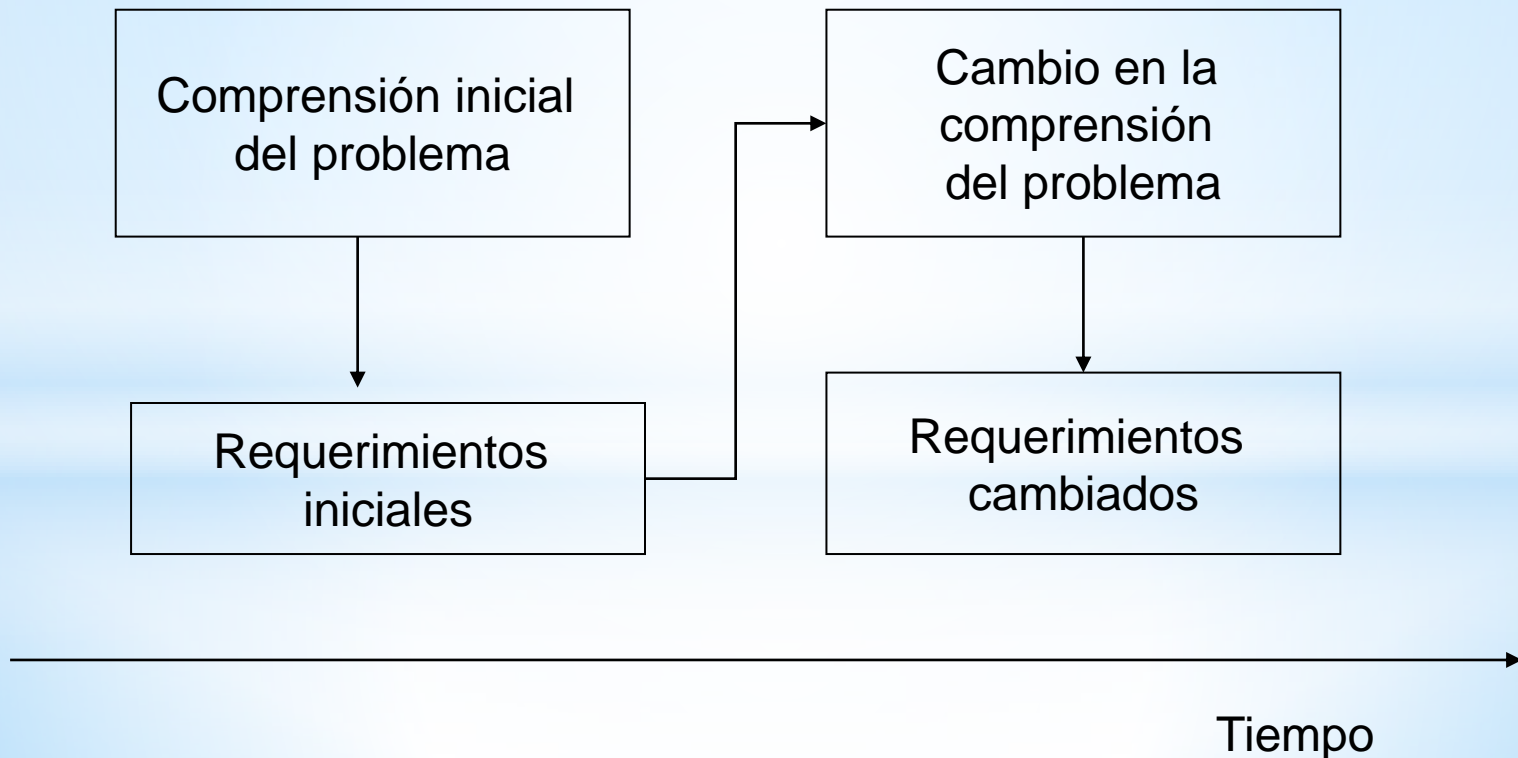 Comprensión inicial
del problema
Requerimientos
iniciales
Cambio en la
comprensión
del problema
Requerimientos
cambiados
Tiempo